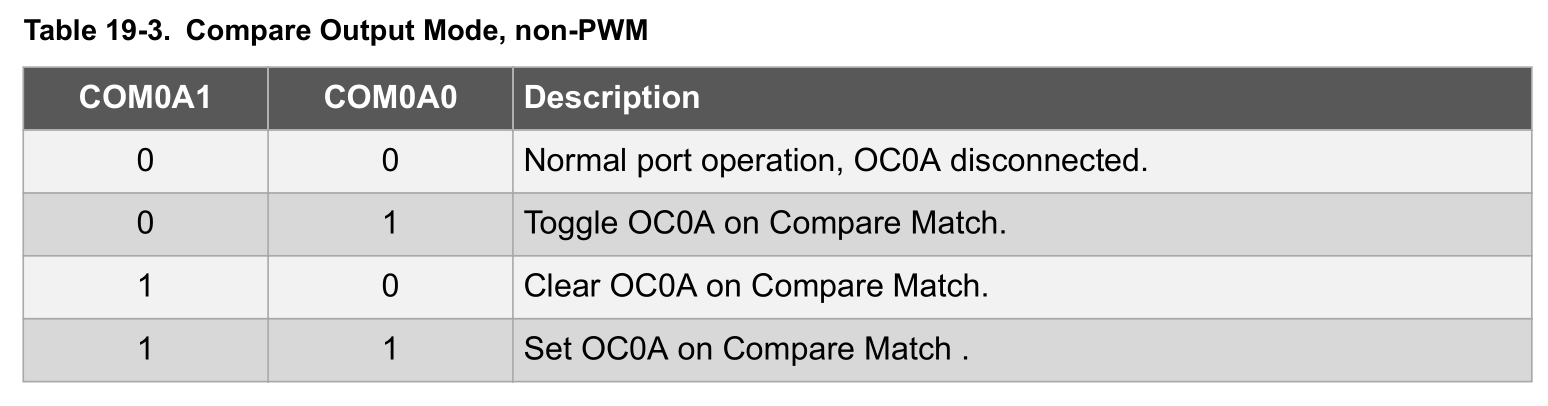 Table 19-3.  Compare Output Mode, non-PWM
COM0A1 COM0A0 Description
0 0 Normal port operation, OC0A disconnected.
0 1 Toggle OC0A on Compare Match.
1 0 Clear OC0A on Compare Match.
1 1 Set OC0A on Compare Match .